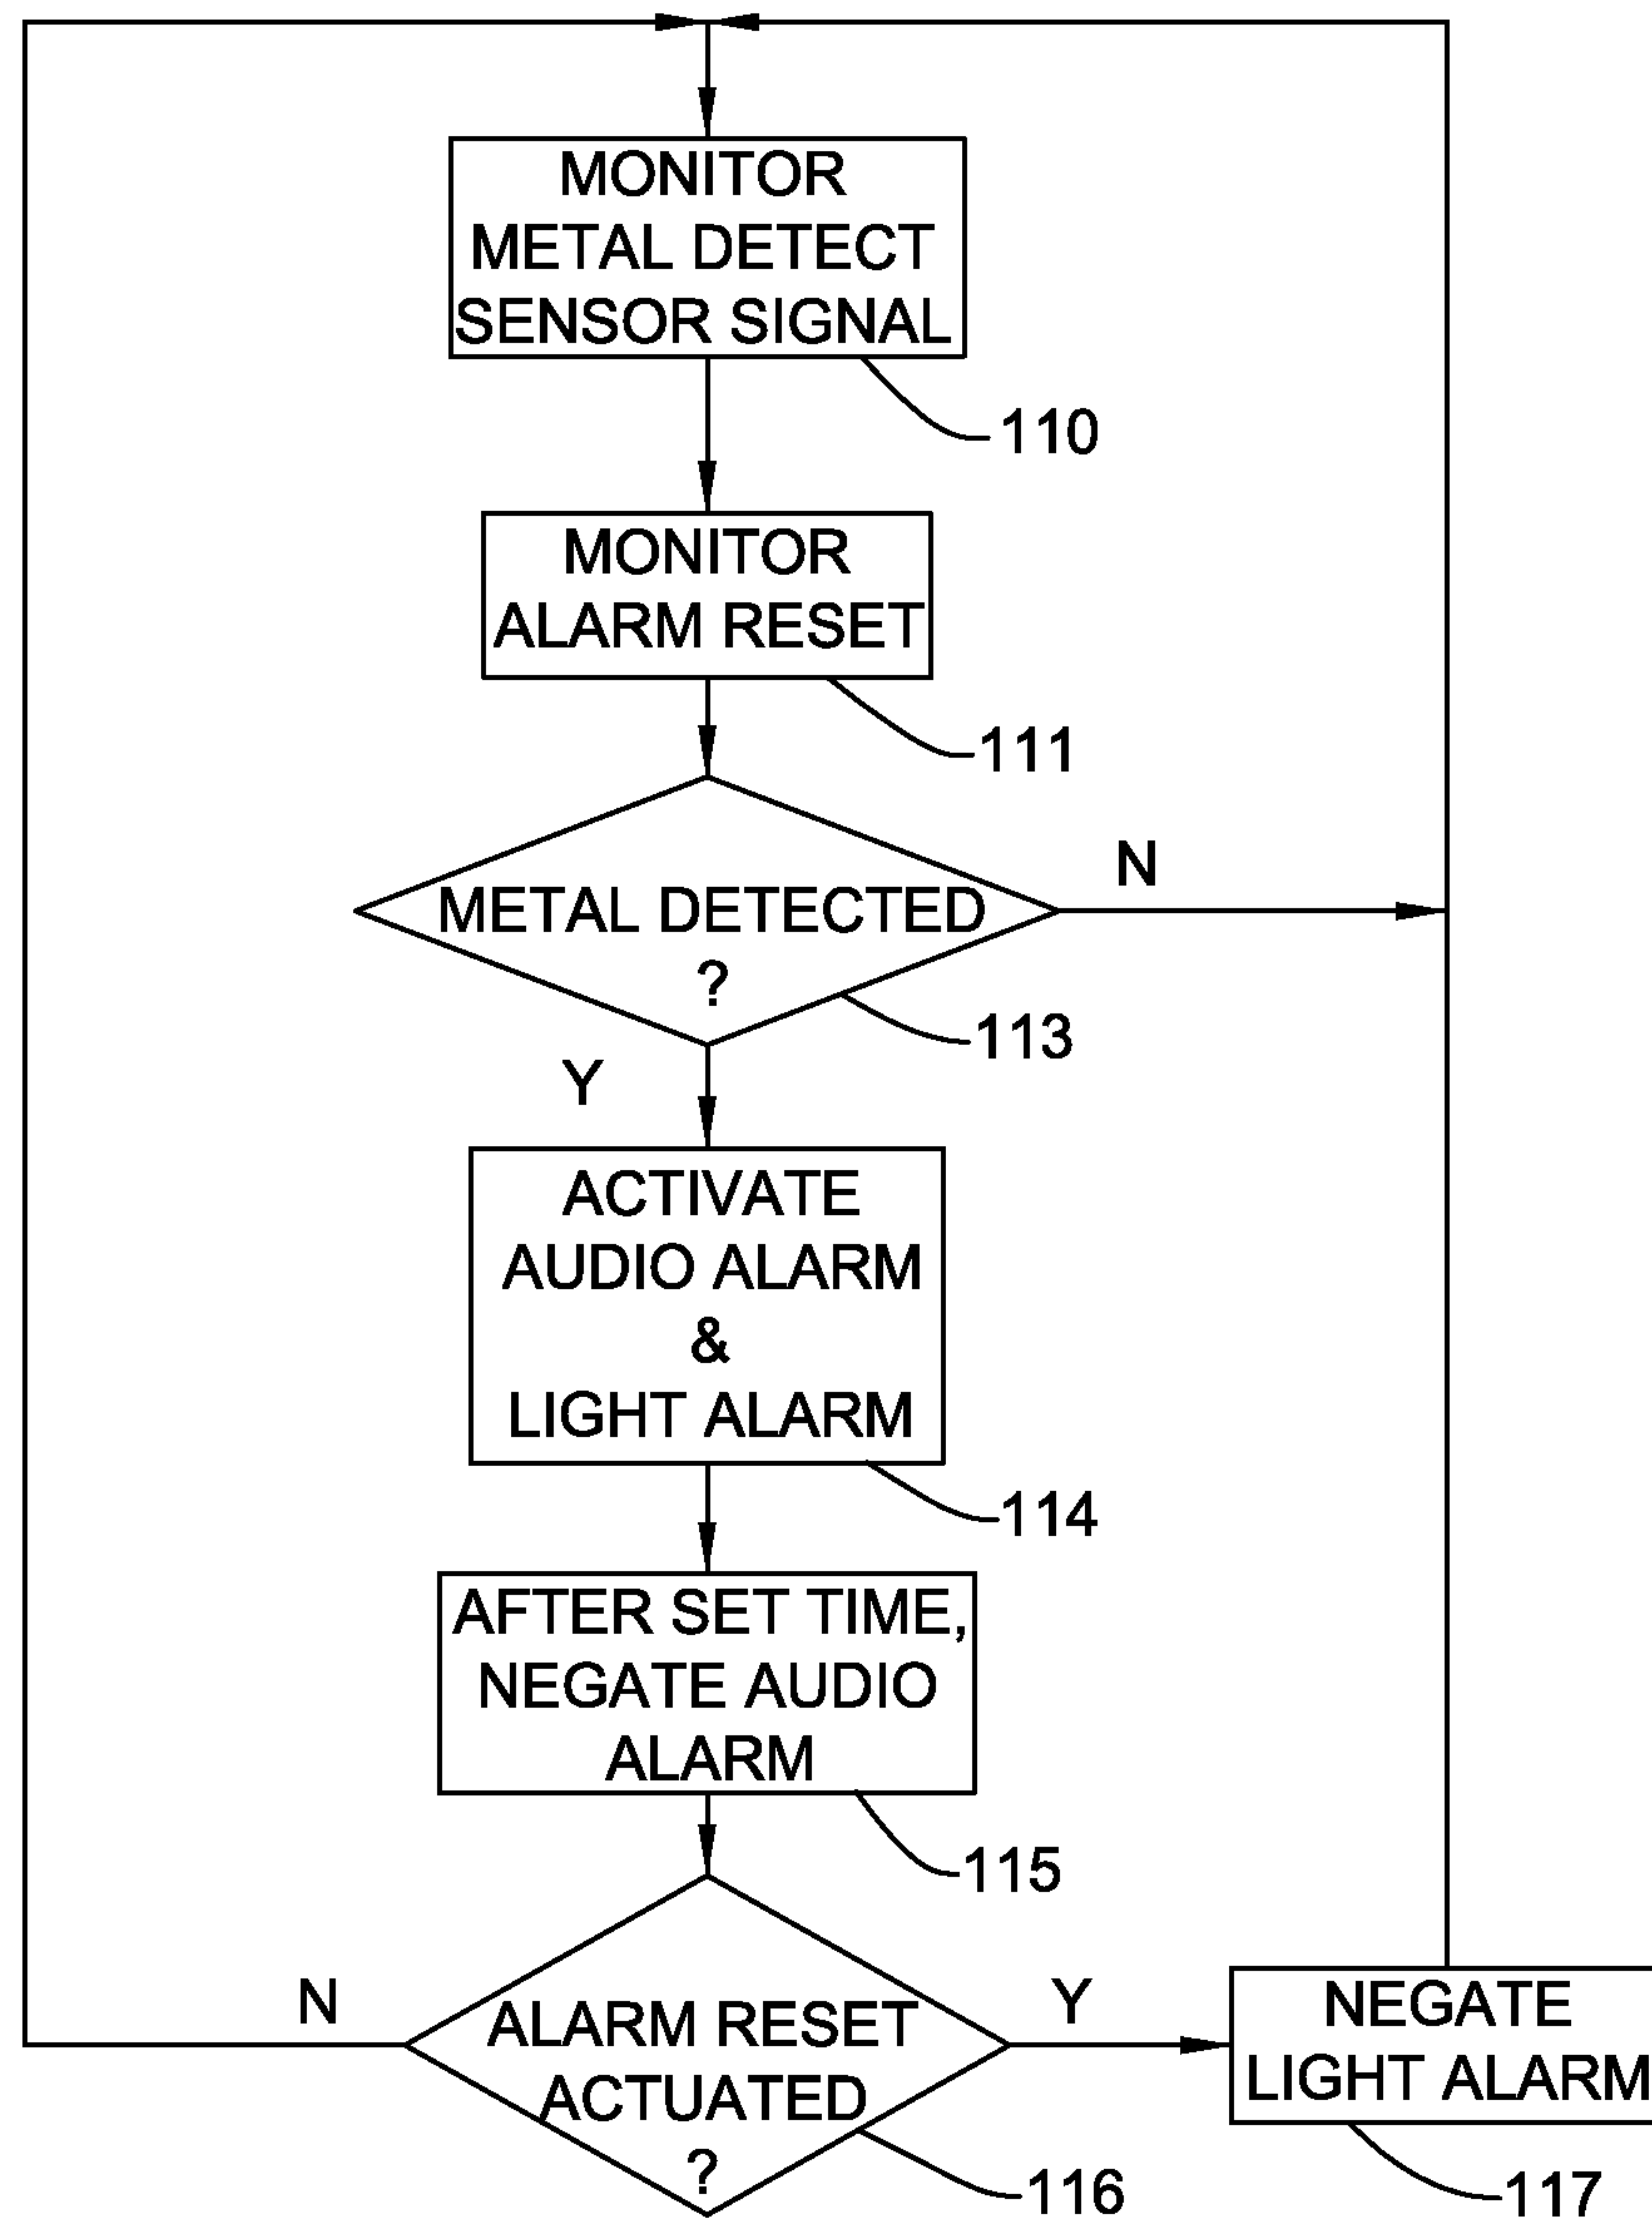 MONITOR
METAL DETECT
SENSOR SIGNAL
110
MONITOR
ALARM RESET
111
N
METAL DETECTED
?
113
Y
ACTIVATE
AUDIO ALARM
&
LIGHT ALARM
114
AFTER SET TIME,
NEGATE AUDIO
ALARM
115
N
ALARM RESET
ACTUATED
?
116
Y
NEGATE
LIGHT ALARM
117